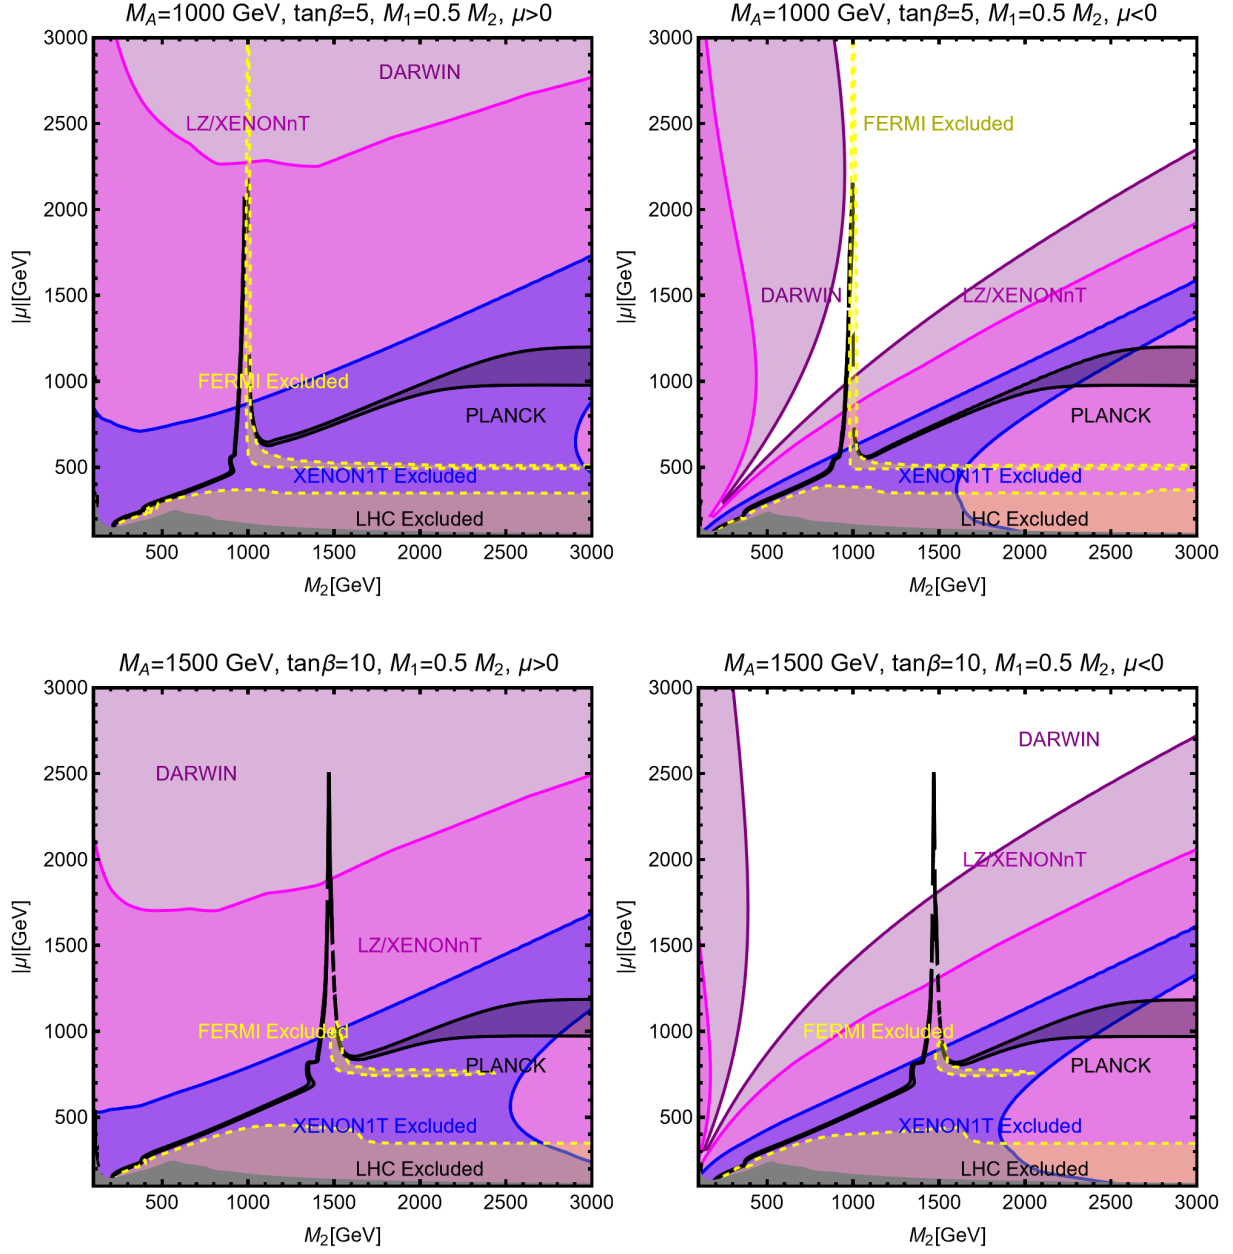 M_A=1000 GeV, tanβ=5, M_1=0.5 M_2, μ>0
3000
2500
2000
1500
1000
500
|μ|[GeV]
DARWIN
LZ/XENONnT
FERMI Excluded
PLANCK
XENON1T Excluded
LHC Excluded
500 1000 1500 2000 2500 3000
M_2[GeV]
M_A=1000 GeV, tanβ=5, M_1=0.5 M_2, μ<0
3000
2500
2000
1500
1000
500
|μ|[GeV]
FERMI Excluded
DARWIN
LZ/XENONnT
PLANCK
XENON1T Excluded
LHC Excluded
500 1000 1500 2000 2500 3000
M_2[GeV]
M_A=1500 GeV, tanβ=10, M_1=0.5 M_2, μ>0
3000
2500
2000
1500
1000
500
|μ|[GeV]
DARWIN
LZ/XENONnT
FERMI Excluded
PLANCK
XENON1T Excluded
LHC Excluded
500 1000 1500 2000 2500 3000
M_2[GeV]
M_A=1500 GeV, tanβ=10, M_1=0.5 M_2, μ<0
3000
2500
2000
1500
1000
500
|μ|[GeV]
DARWIN
LZ/XENONnT
FERMI Excluded
PLANCK
XENON1T Excluded
LHC Excluded
500 1000 1500 2000 2500 3000
M_2[GeV]